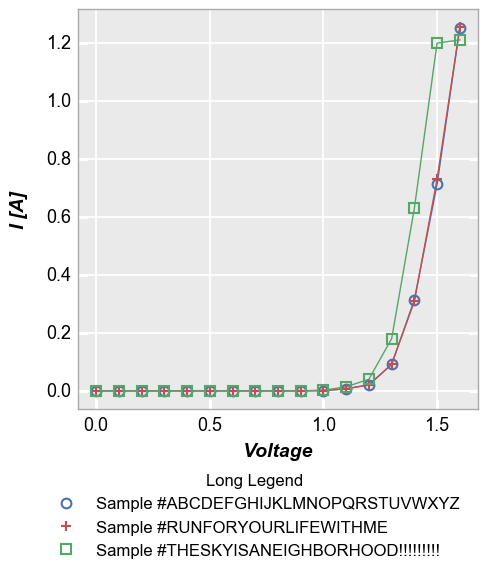 1.2
1.0
0.8
0.6
0.4
0.2
0.0
I [A]
0.0 0.5 1.0 1.5
Voltage
Long Legend
Sample #ABCDEFGHIJKLMNOPQRSTUVWXYZ
Sample #RUNFORYOURLIFEWITHME
Sample #THESKYISANEIGHBORHOOD!!!!!!!!!